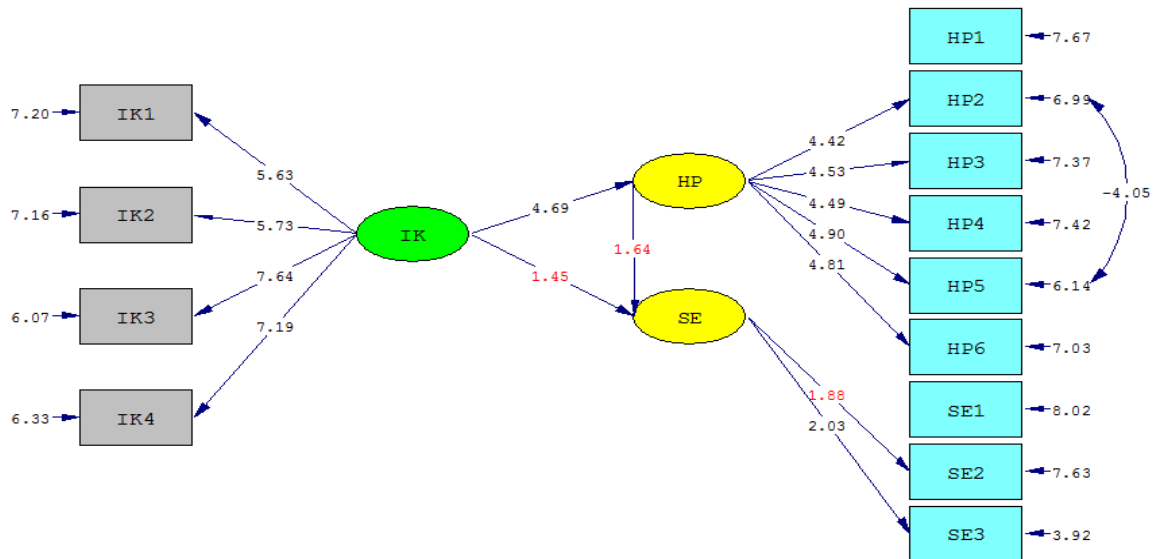 HP1 7.67
HP2 6.99
7.20 IK1
4.42
5.63
HP3 7.37
4.53
HP
-4.05
7.16 IK2
4.49
5.73
4.69
IK
HP4 7.42
4.90
1.64
4.81
7.64
1.45
HP5 6.14
6.07 IK3
SE
7.19
HP6 7.03
1.88
SE1 8.02
6.33 IK4
2.03
SE2 7.63
SE3 3.92